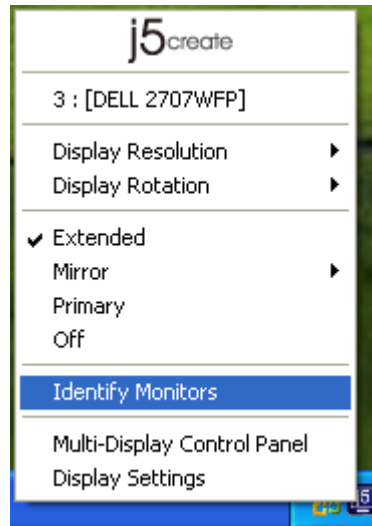 j5create
3 : [DELL 2707WFP]
Display Resolution
Display Rotation
Extended
Mirror
Primary
Off
Identify Monitors
Multi-Display Control Panel
Display Settings
j5